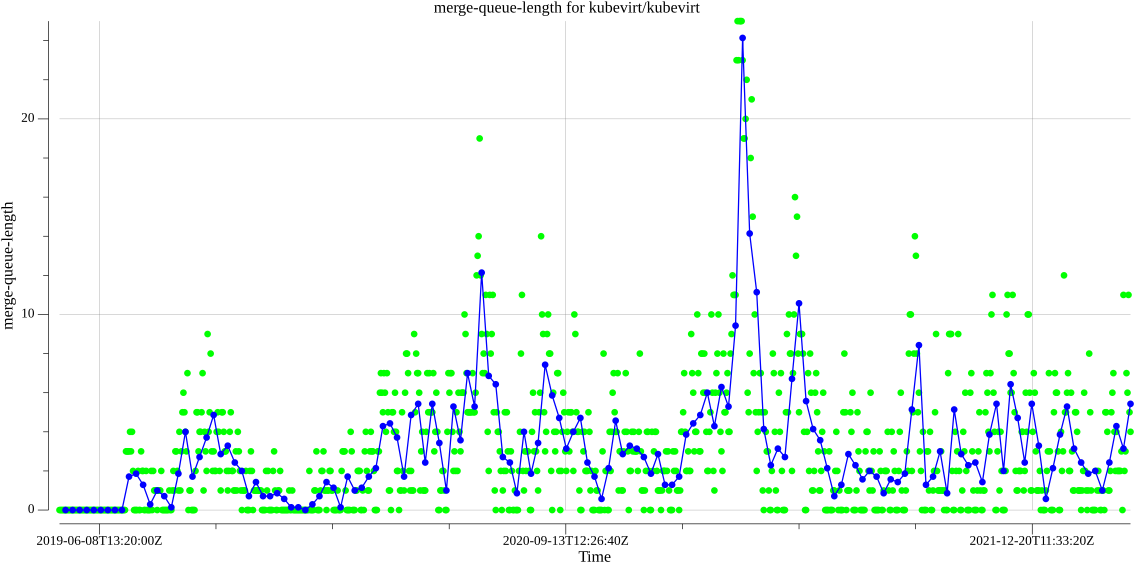 merge-queue-length for kubevirt/kubevirt
merge-queue-length
20
10
0
2019-06-08T13:20:00Z
2020-09-13T12:26:40Z
2021-12-20T11:33:20Z
Time